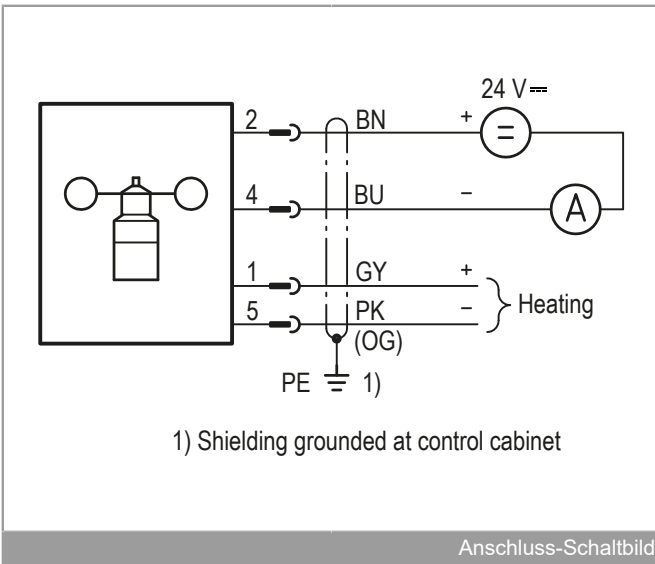 24 V
2 BN +
=
4 BU −
A
1 GY +
Heating
5 PK −
(OG)
PE 1)
1) Shielding grounded at control cabinet
Anschluss-Schaltbild